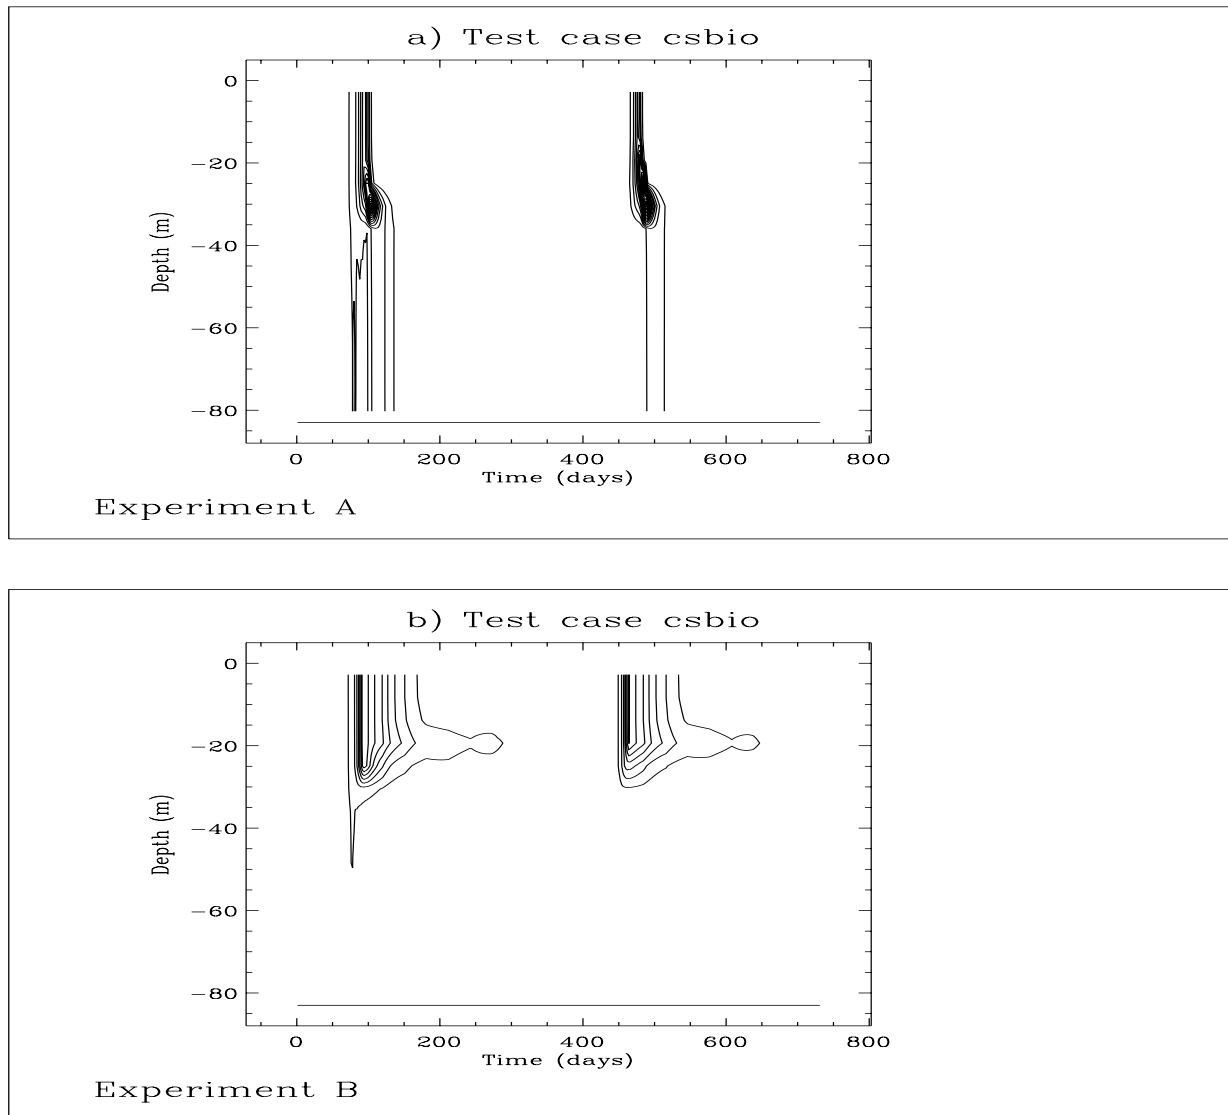 a) Test case csbio
0
−20
−40
−60
−80
Depth (m)
0 200 400 600 800
Time (days)
Experiment A
b) Test case csbio
0
−20
−40
−60
−80
Depth (m)
0 200 400 600 800
Time (days)
Experiment B